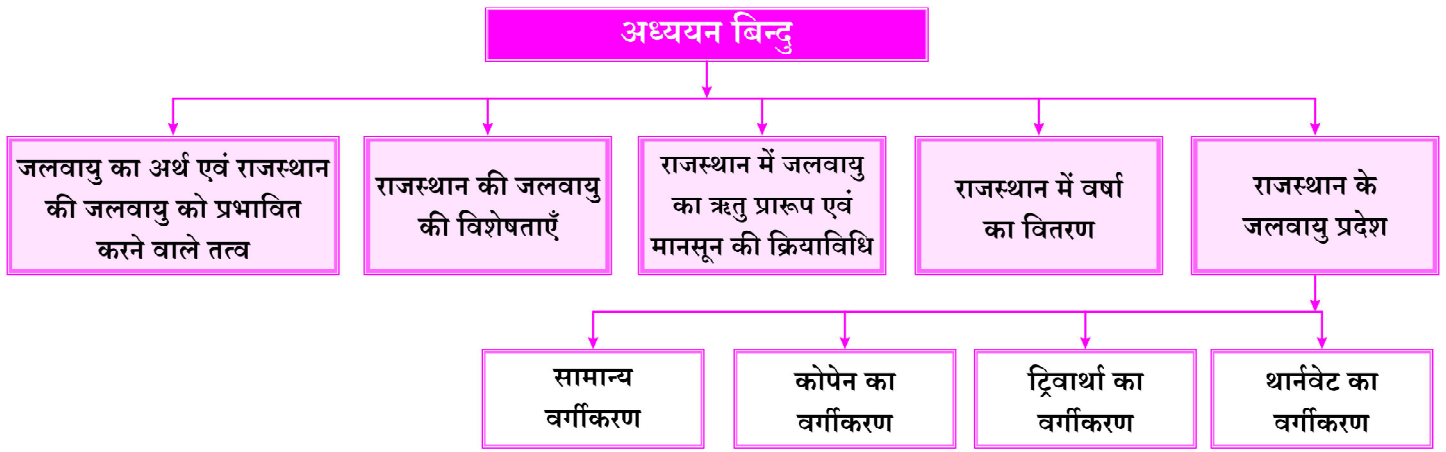 अध्ययन बिन्दु
जलवायु का अर्थ एवं राजस्थान
की जलवायु को प्रभावित
करने वाले तत्व
राजस्थान की जलवायु
की विशेषताएँ
राजस्थान में जलवायु
का ऋतु प्रारूप एवं
मानसून की क्रियाविधि
राजस्थान में वर्षा
का वितरण
राजस्थान के
जलवायु प्रदेश
सामान्य
वर्गीकरण
कोपेन का
वर्गीकरण
ट्रिवार्था का
वर्गीकरण
थार्नवेट का
वर्गीकरण